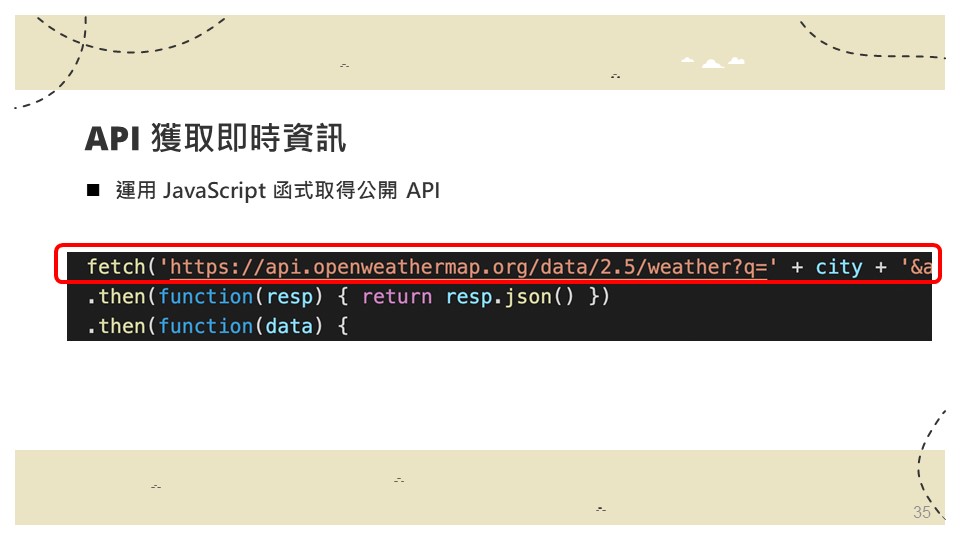 API 獲取即時資訊
■ 運用 JavaScript 函式取得公開 API
fetch('https://api.openweathermap.org/data/2.5/weather?q=' + city + '&a
.then(function(resp) { return resp.json() })
.then(function(data) {
35